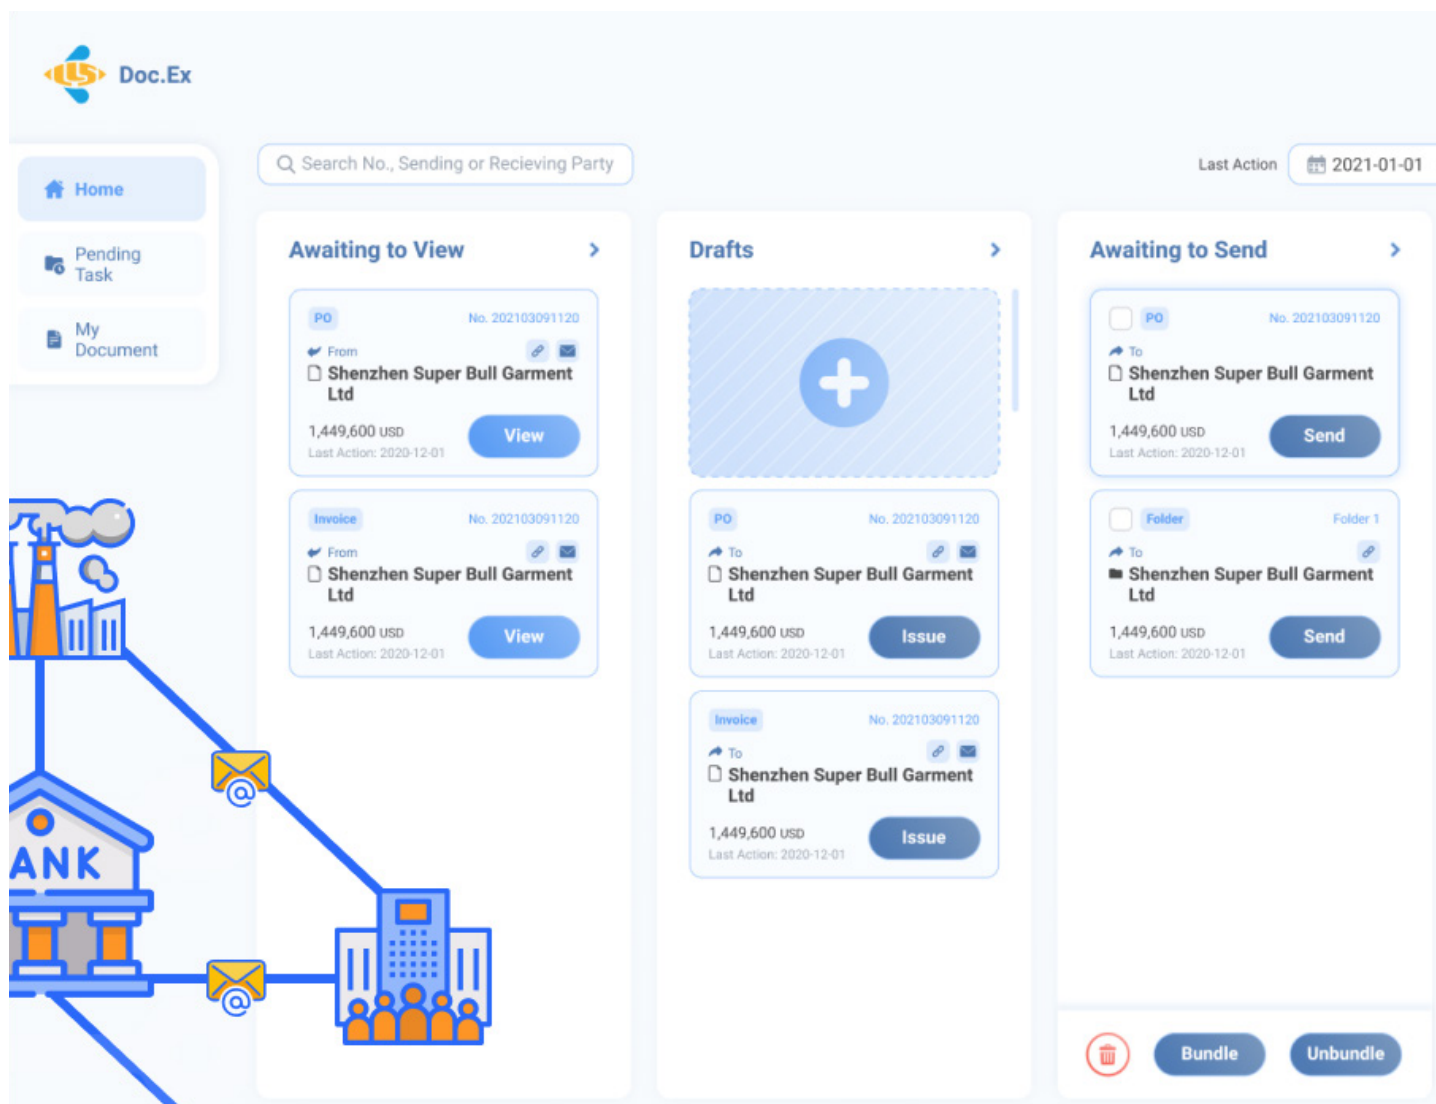 Doc.Ex
Home
Pending
Task
My
Document
Search No., Sending or Recieving Party
Last Action
2021-01-01
Awaiting to View
PO
No. 202103091120
From
Shenzhen Super Bull Garment
Ltd
1,449,600 USD
View
Last Action: 2020-12-01
Invoice
No. 202103091120
From
Shenzhen Super Bull Garment
Ltd
1,449,600 USD
View
Last Action: 2020-12-01
Drafts
PO
No. 202103091120
To
Shenzhen Super Bull Garment
Ltd
1,449,600 USD
Issue
Last Action: 2020-12-01
Invoice
No. 202103091120
To
Shenzhen Super Bull Garment
Ltd
1,449,600 USD
Issue
Last Action: 2020-12-01
Awaiting to Send
PO
No. 202103091120
To
Shenzhen Super Bull Garment
Ltd
1,449,600 USD
Send
Last Action: 2020-12-01
Folder
Folder 1
To
Shenzhen Super Bull Garment
Ltd
1,449,600 USD
Send
Last Action: 2020-12-01
Bundle
Unbundle
ANK